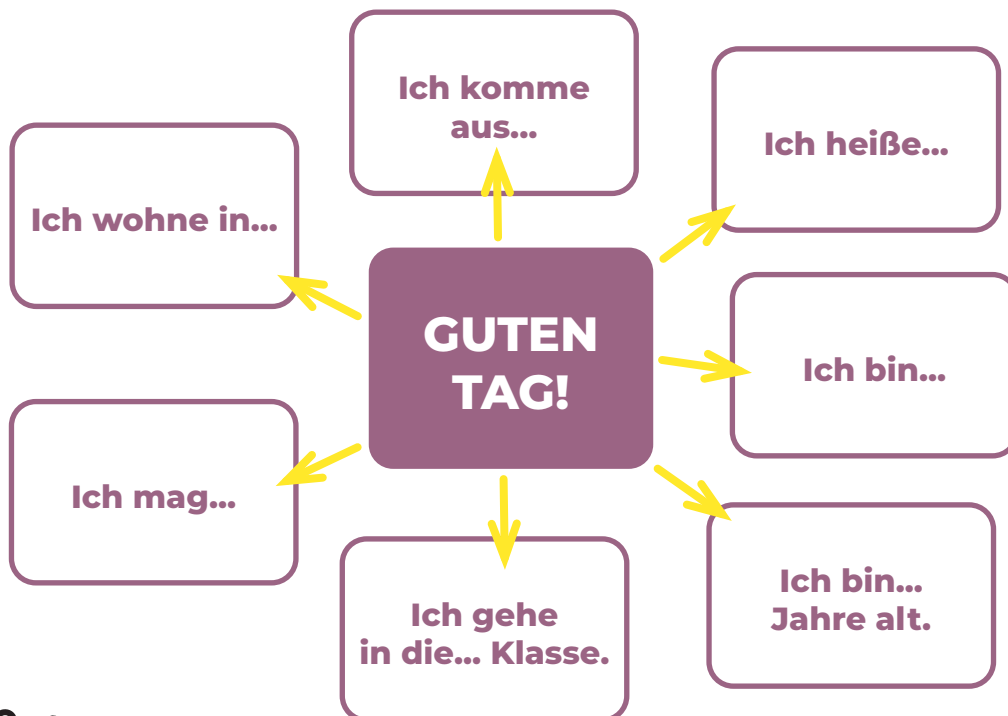 Ich komme
aus...
Ich heiße...
Ich wohne in...
GUTEN
TAG!
Ich bin...
Ich mag...
Ich bin...
Jahre alt.
Ich gehe
in die... Klasse.